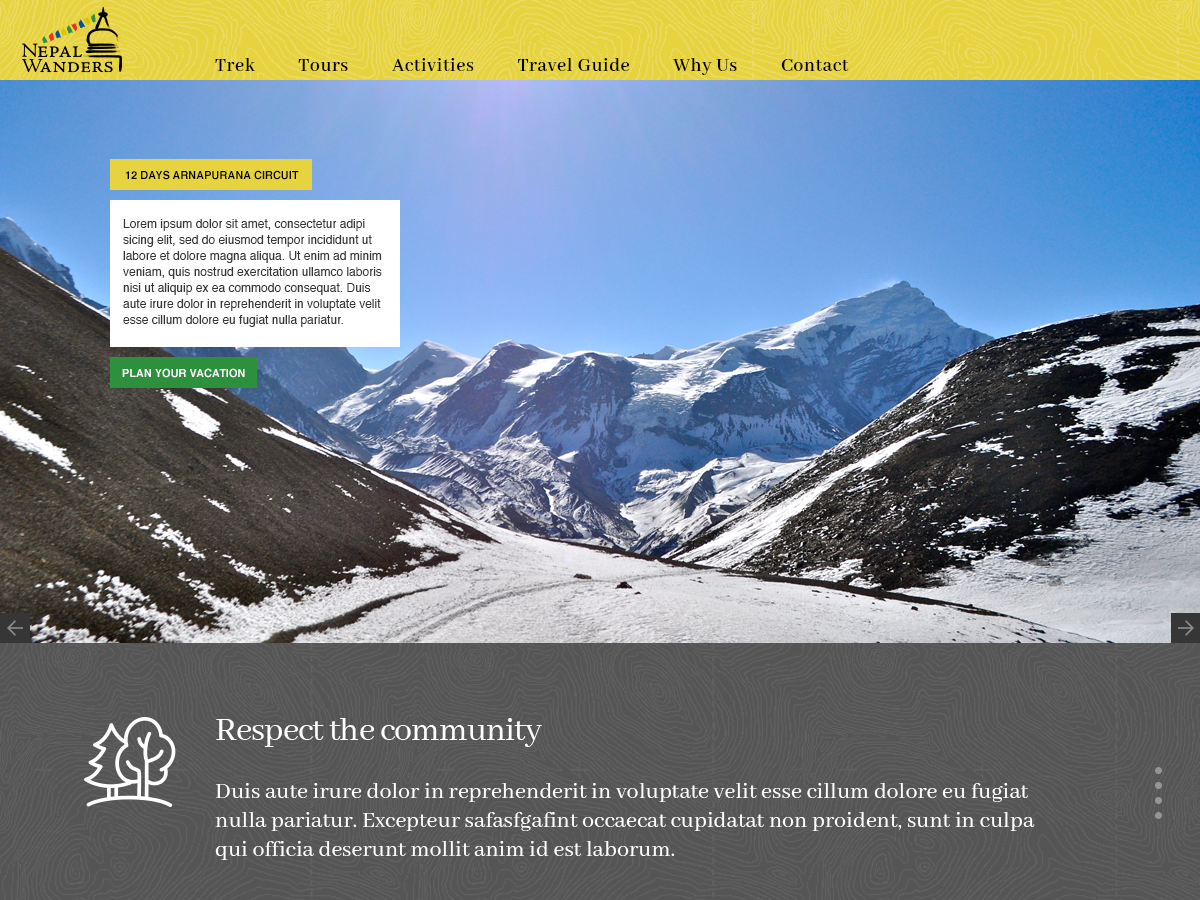 NEPAL
WANDERS
Trek Tours Activities Travel Guide Why Us Contact
12 DAYS ARNAPURANA CIRCUIT
Lorem ipsum dolor sit amet, consectetur adipi
sicing elit, sed do eiusmod tempor incididunt ut
labore et dolore magna aliqua. Ut enim ad minim
veniam, quis nostrud exercitation ullamco laboris
nisi ut aliquip ex ea commodo consequat. Duis
aute irure dolor in reprehenderit in voluptate velit
esse cillum dolore eu fugiat nulla pariatur.
PLAN YOUR VACATION
Respect the community
Duis aute irure dolor in reprehenderit in voluptate velit esse cillum dolore eu fugiat
nulla pariatur. Excepteur safasfgafint occaecat cupidatat non proident, sunt in culpa
qui officia deserunt mollit anim id est laborum.